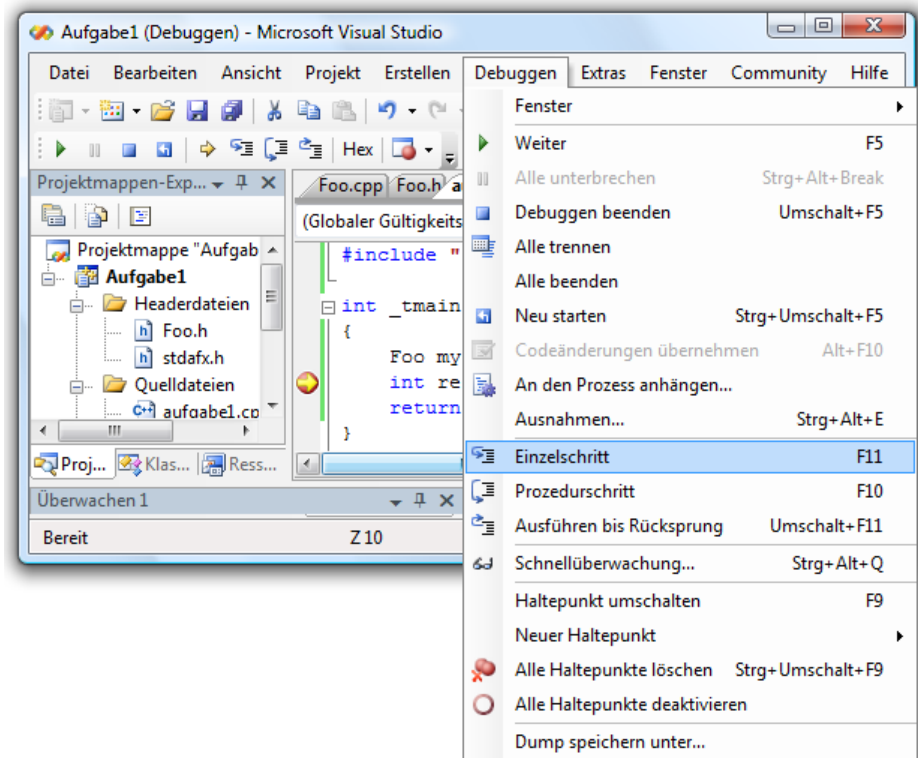 Aufgabe1 (Debuggen) - Microsoft Visual Studio
Datei Bearbeiten Ansicht Projekt Erstellen Debuggen Extras Fenster Community Hilfe
Hex
Projektmappen-Exp...
Projektmappe "Aufgab
Aufgabe1
Headerdateien
Foo.h
stdafx.h
Quelldateien
aufgabe1.cp
Proj... Klas... Ress...
Foo.cpp Foo.h a
(Globaler Gültigkeits
#include "
int _tmain
{
Foo my
int re
return
}
Überwachen 1
Bereit Z 10
Fenster
Weiter F5
Alle unterbrechen Strg+Alt+Break
Debuggen beenden Umschalt+F5
Alle trennen
Alle beenden
Neu starten Strg+Umschalt+F5
Codeänderungen übernehmen Alt+F10
An den Prozess anhängen...
Ausnahmen... Strg+Alt+E
Einzelschritt F11
Prozedurschritt F10
Ausführen bis Rücksprung Umschalt+F11
Schnellüberwachung... Strg+Alt+Q
Haltepunkt umschalten F9
Neuer Haltepunkt
Alle Haltepunkte löschen Strg+Umschalt+F9
Alle Haltepunkte deaktivieren
Dump speichern unter...